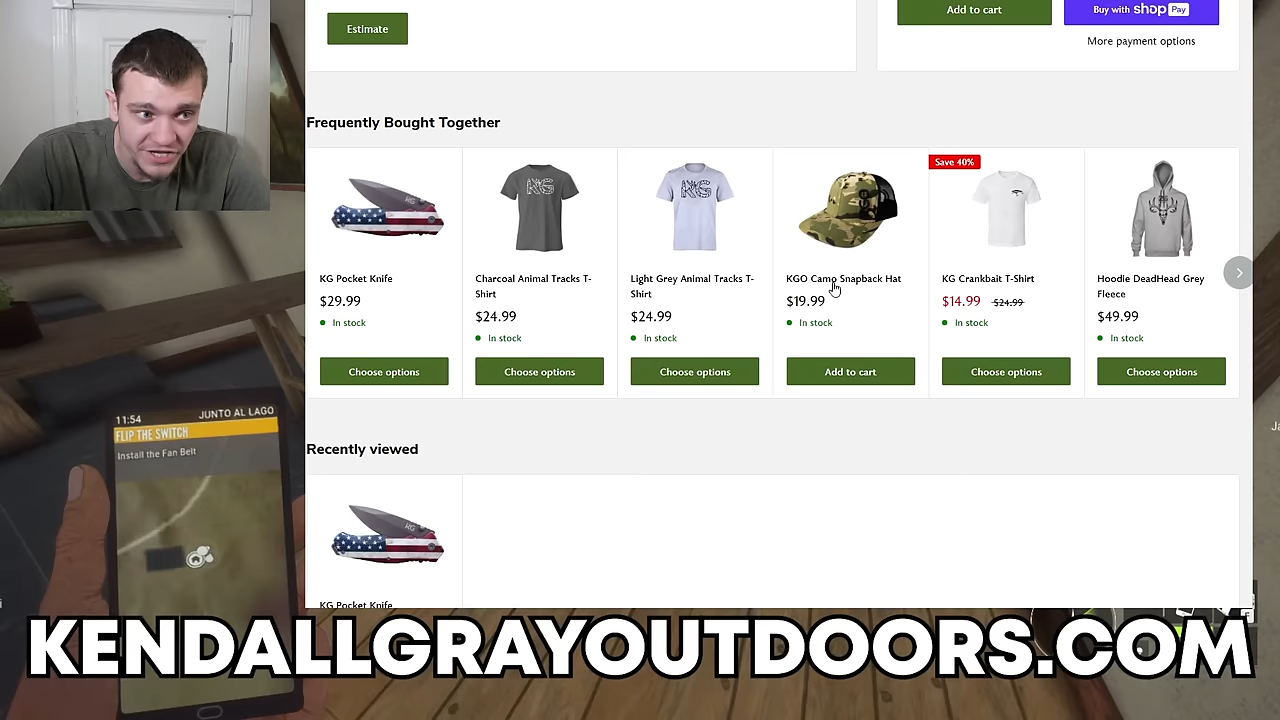 Estimate
Add to cart
Buy with shop Pay
More payment options
Frequently Bought Together
Save 40%
KG Pocket Knife
$29.99
In stock
Choose options
Charcoal Animal Tracks T-
Shirt
$24.99
In stock
Choose options
Light Grey Animal Tracks T-
Shirt
$24.99
In stock
Choose options
KGO Camo Snapback Hat
$19.99
In stock
Add to cart
KG Crankbait T-Shirt
$14.99 $24.99
In stock
Choose options
Hoodie DeadHead Grey
Fleece
$49.99
In stock
Choose options
11:54 JUNTO AL LAGO
FLIP THE SWITCH
Install the Fan Belt
Recently viewed
KG Pocket Knife
KENDALLGRAYOUTDOORS.COM